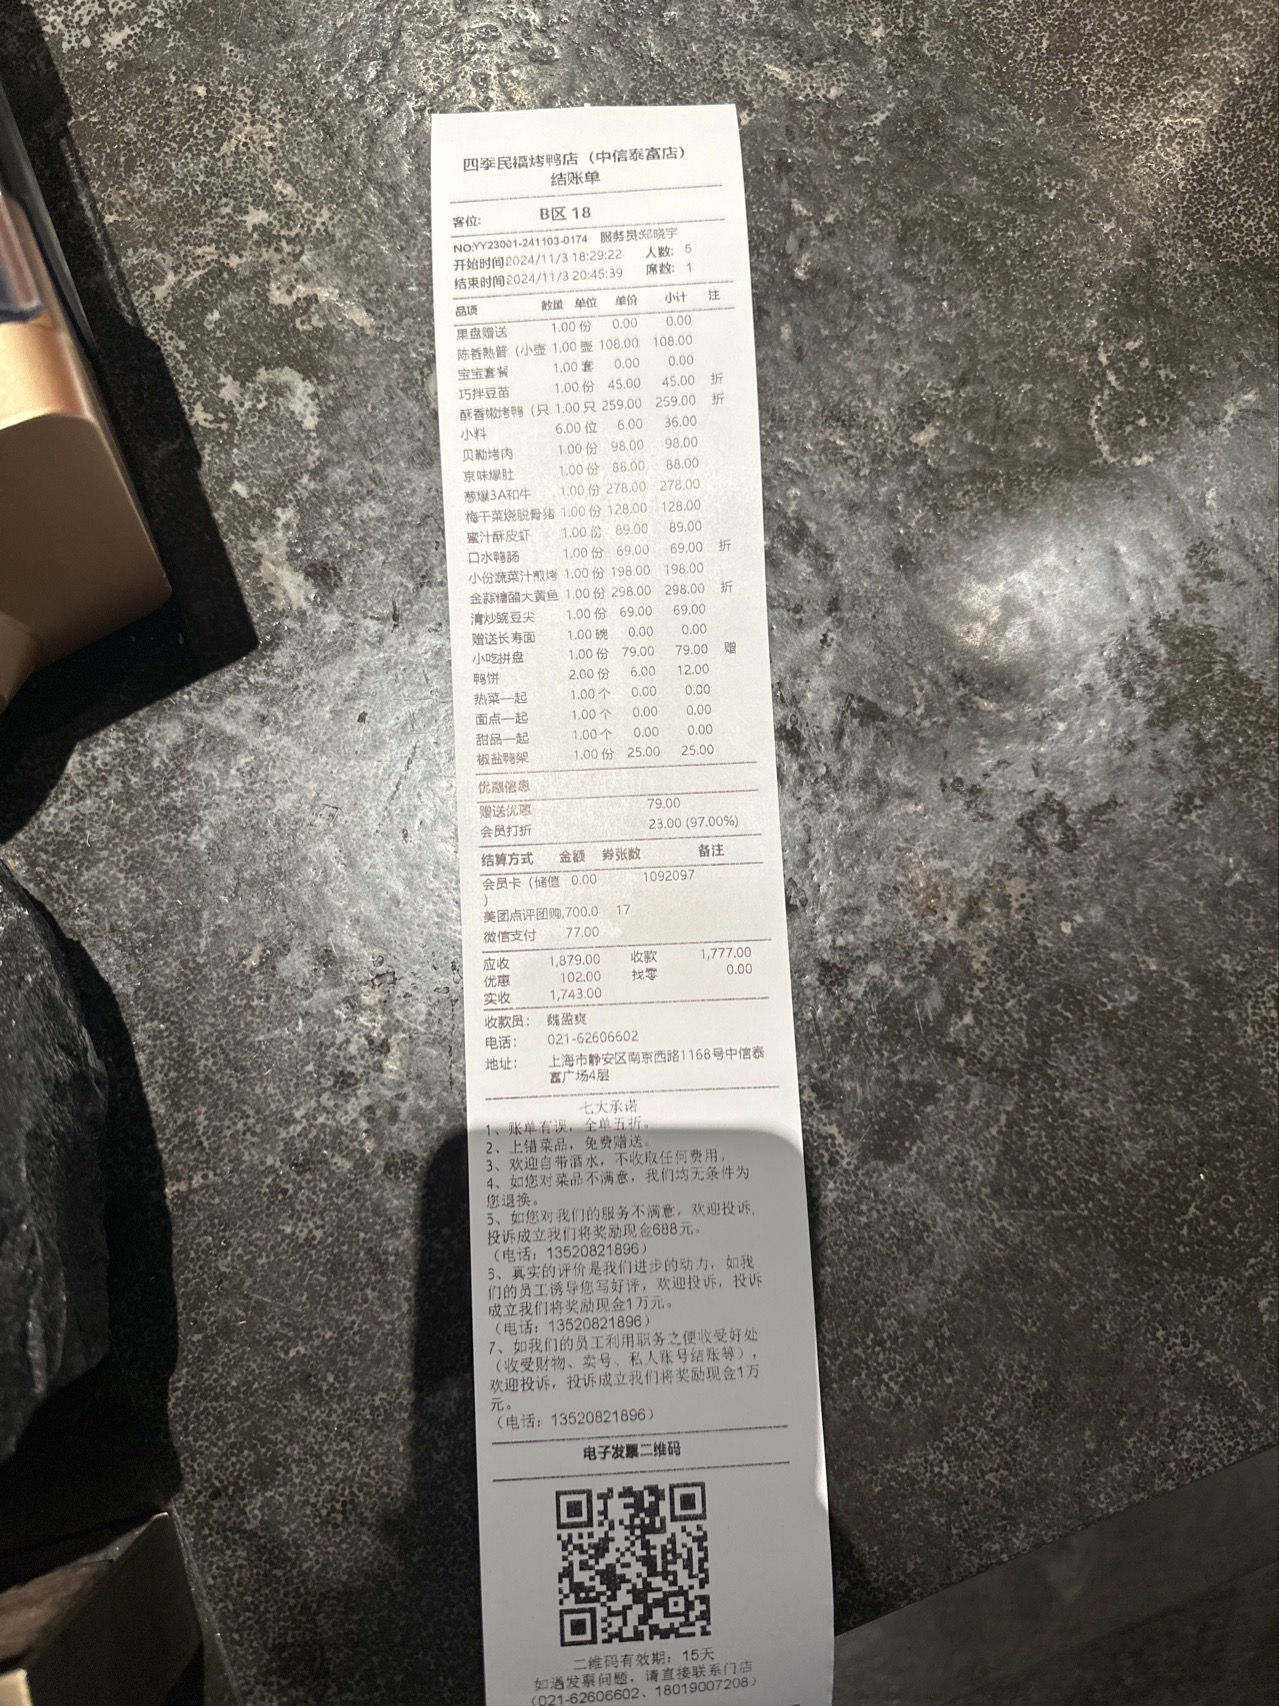 四季民福烤鸭店（中信泰富店）
结账单
客位: B区 18
NO:YY23001-241103-0174 服务员:郑晓宇
开始时间2024/11/3 18:29:22 人数: 5
结束时间2024/11/3 20:45:39 席数: 1
品项 数量 单位 单价 小计 注
果盘赠送 1.00 份 0.00 0.00
陈香熟普（小壶 1.00 壶 108.00 108.00
宝宝套餐 1.00 套 0.00 0.00
巧拌豆苗 1.00 份 45.00 45.00 折
酥香嫩烤鸭（只 1.00 只 259.00 259.00 折
小料 6.00 位 6.00 36.00
贝勒烤肉 1.00 份 98.00 98.00
京味爆肚 1.00 份 88.00 88.00
葱爆3A和牛 1.00 份 278.00 278.00
梅干菜烧脱骨猪 1.00 份 128.00 128.00
蜜汁酥皮虾 1.00 份 89.00 89.00
口水鸭肠 1.00 份 69.00 69.00 折
小份蔬菜汁煎烤 1.00 份 198.00 198.00
金蒜糖醋大黄鱼 1.00 份 298.00 298.00 折
清炒豌豆尖 1.00 份 69.00 69.00
赠送长寿面 1.00 碗 0.00 0.00
小吃拼盘 1.00 份 79.00 79.00 赠
鸭饼 2.00 份 6.00 12.00
热菜一起 1.00 个 0.00 0.00
面点一起 1.00 个 0.00 0.00
甜品一起 1.00 个 0.00 0.00
椒盐鸭架 1.00 份 25.00 25.00
优惠信息
赠送优惠 79.00
会员打折 23.00 (97.00%)
结算方式 金额 券张数 备注
会员卡（储值 0.00 1092097
）
美团点评团购,700.0 17
微信支付 77.00
应收 1,879.00 收款 1,777.00
优惠 102.00 找零 0.00
实收 1,743.00
收款员: 魏盈爽
电话: 021-62606602
地址: 上海市静安区南京西路1168号中信泰
富广场4层
七大承诺
1、账单有误，全单五折。
2、上错菜品，免费赠送。
3、欢迎自带酒水，不收取任何费用。
4、如您对菜品不满意，我们均无条件为
您退换。
5、如您对我们的服务不满意，欢迎投诉,
投诉成立我们将奖励现金688元。
（电话：13520821896）
6、真实的评价是我们进步的动力，如我
们的员工诱导您写好评，欢迎投诉，投诉
成立我们将奖励现金1万元。
（电话：13520821896）
7、如我们的员工利用职务之便收受好处
（收受财物、卖号、私人账号结账等），
欢迎投诉，投诉成立我们将奖励现金1万
元。
（电话：13520821896）
电子发票二维码
二维码有效期：15天
如遇发票问题，请直接联系门店
（021-62606602、18019007208）